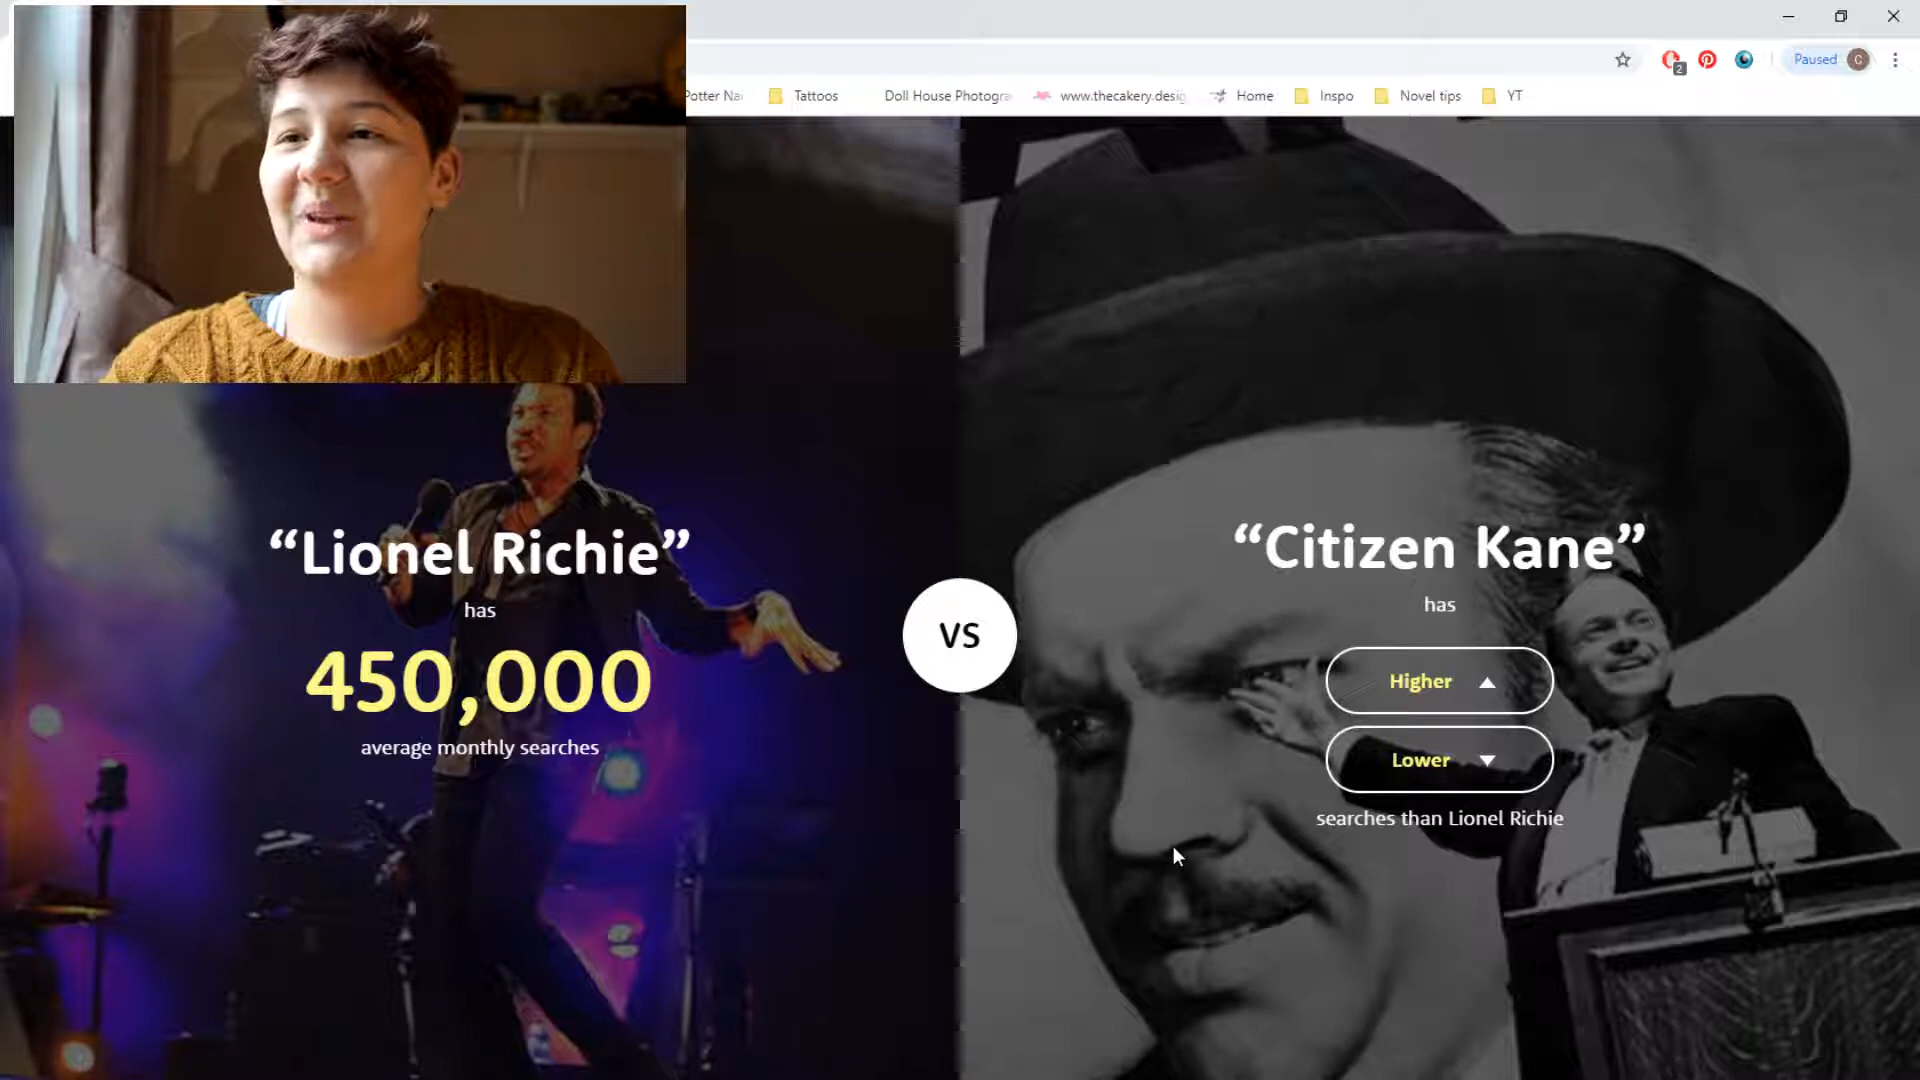 2
Paused
C
Potter Na
Tattoos
Doll House Photogra
www.thecakery.desig
Home
Inspo
Novel tips
YT
“Lionel Richie”
has
450,000
average monthly searches
VS
“Citizen Kane”
has
Higher
Lower
searches than Lionel Richie